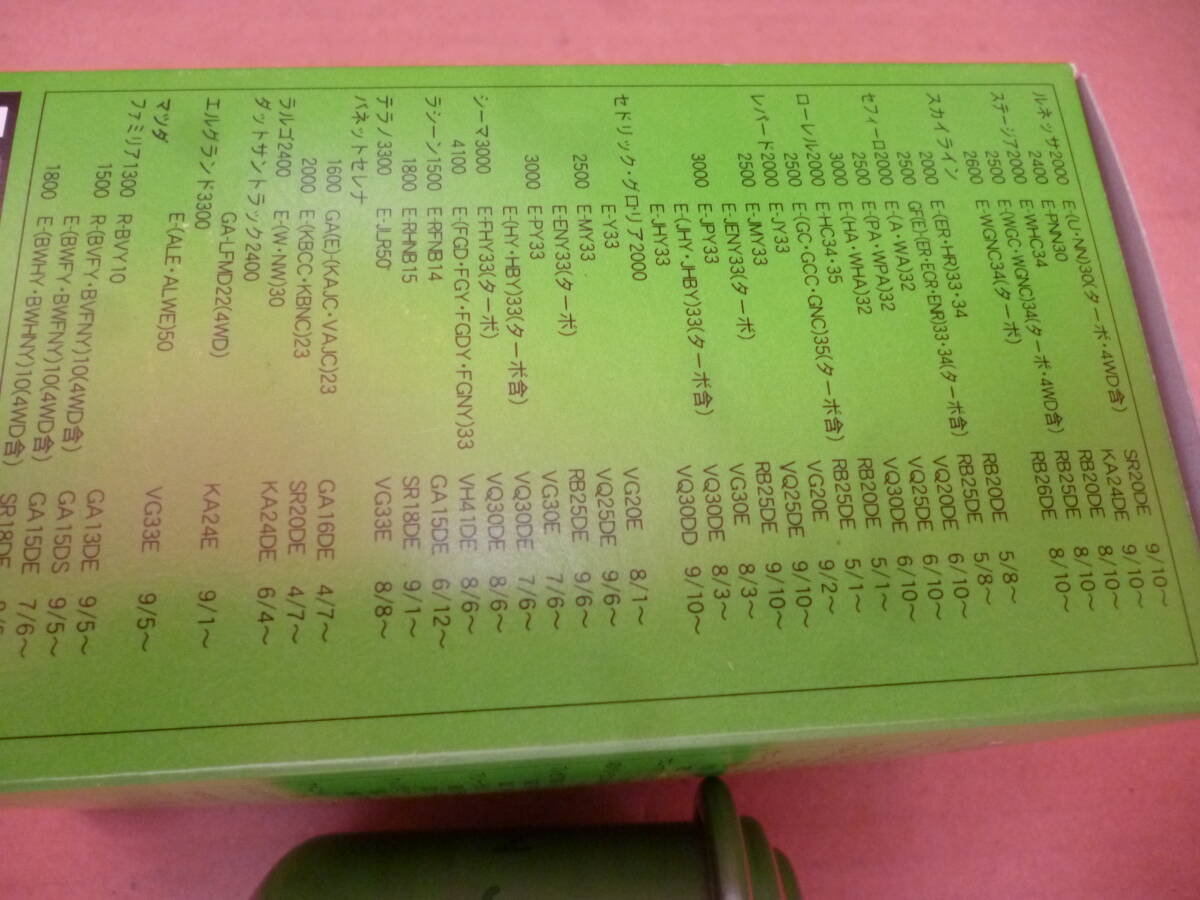 ルネッサ2000 E-(U・NN)30(ターボ・4WD含) SR20DE 9/10〜
2400 E-PNN30 KA24DE 9/10〜
ステージア2000 E-WHC34 RB20DE 8/10〜
2500 E-(WGC・WGNC)34(ターボ・4WD含) RB25DE 8/10〜
2600 E-WGNC34(ターボ) RB26DE 8/10〜
スカイライン
2000 E-(ER・HR)33・34 RB20DE 5/8〜
2500 GF(E)(ER・ECR・ENR)33・34(ターボ含) RB25DE 5/8〜
セフィーロ2000 E-(A・WA)32 VQ20DE 6/10〜
2500 E-(PA・WPA)32 VQ25DE 6/10〜
3000 E-(HA・WHA)32 VQ30DE 6/10〜
ローレル2000 E-HC34・35 RB20DE 5/1〜
2500 E-(GC・GCC・GNC)35(ターボ含) RB25DE 5/1〜
レパード2000 E-JY33 VG20E 9/2〜
2500 E-JMY33 VQ25DE 9/10〜
E-JENY33(ターボ) RB25DE 9/10〜
3000 E-JPY33 VG30E 8/3〜
E-(JHY・JHBY)33(ターボ含) VQ30DE 8/3〜
E-JHY33 VQ30DD 9/10〜
セドリック・グロリア2000
E-Y33 VG20E 8/1〜
2500 E-MY33 VQ25DE 9/6〜
E-ENY33(ターボ) RB25DE 9/6〜
3000 E-PY33 VG30E 7/6〜
E-(HY・HBY)33(ターボ含) VQ30DE 7/6〜
シーマ3000 E-FHY33(ターボ) VQ30DE 8/6〜
4100 E-(FGD・FGY・FGDY・FGNY)33 VH41DE 8/6〜
ラシーン1500 E-RFNB14 GA15DE 6/12〜
1800 E-RHNB15 SR18DE 9/1〜
テラノ3300 E-JLR50 VG33E 8/8〜
バネットセレナ
1600 GA(E)-(KAJC・VAJC)23 GA16DE 4/7〜
2000 E-(KBCC・KBNC)23 SR20DE 4/7〜
ラルゴ2400 E-(W・NW)30 KA24DE 6/4〜
ダットサントラック2400
GA-LFMD22(4WD) KA24E 9/1〜
エルグランド3300
E-(ALE・ALWE)50 VG33E 9/5〜
マツダ
ファミリア1300 R-BVY10 GA13DE 9/5〜
1500 R-(BVFY・BVFNY)10(4WD含) GA15DS 9/5〜
E-(BWFY・BWFNY)10(4WD含) GA15DE 7/6〜
1800 E-(BWHY・BWHNY)10(4WD含) SR18DE